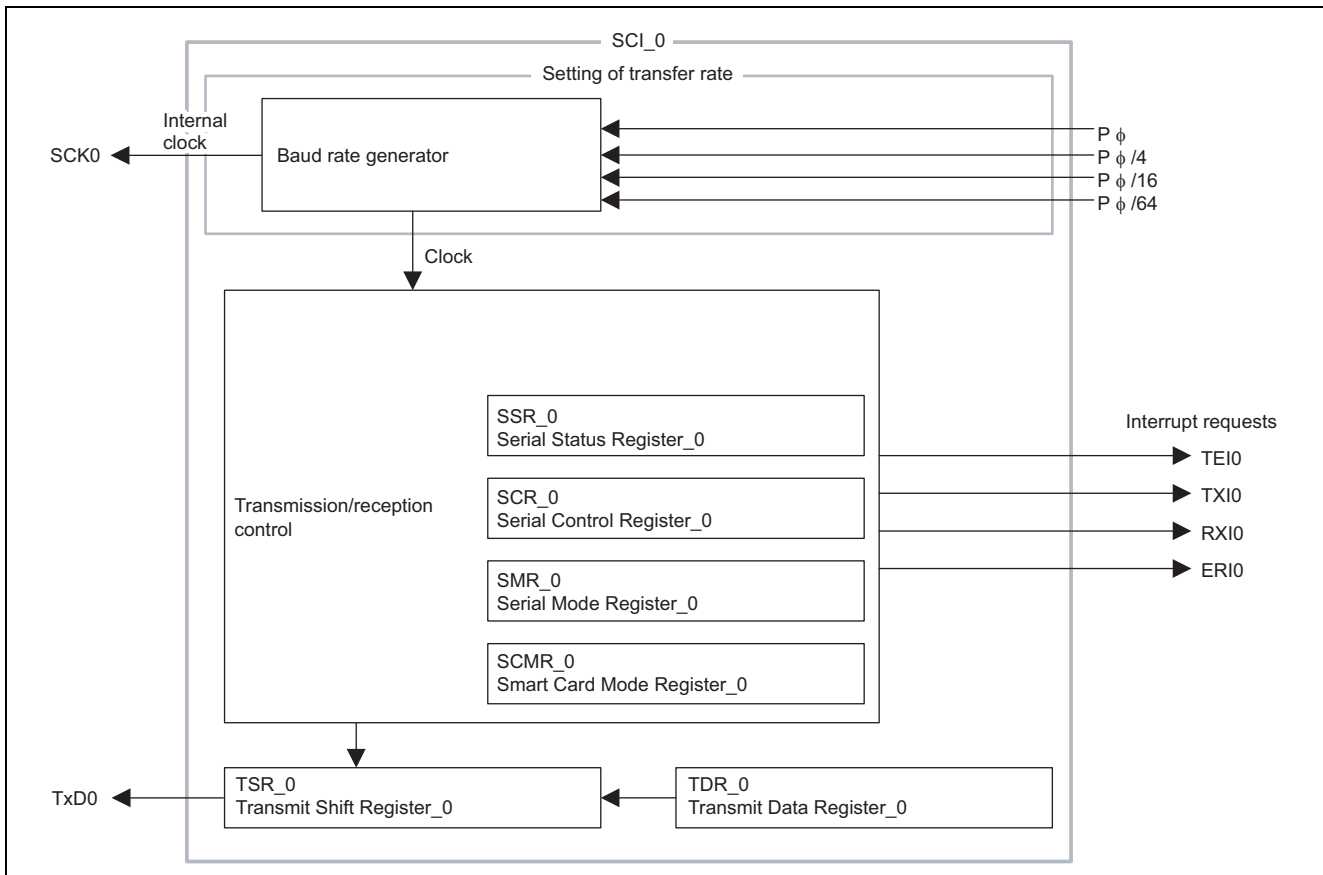 SCI_0
Setting of transfer rate
Internal
clock
SCK0
Baud rate generator
P ϕ
P ϕ /4
P ϕ /16
P ϕ /64
Clock
SSR_0
Serial Status Register_0
Interrupt requests
TEI0
SCR_0
Serial Control Register_0
TXI0
Transmission/reception
control
RXI0
ERI0
SMR_0
Serial Mode Register_0
SCMR_0
Smart Card Mode Register_0
TxD0
TSR_0
Transmit Shift Register_0
TDR_0
Transmit Data Register_0